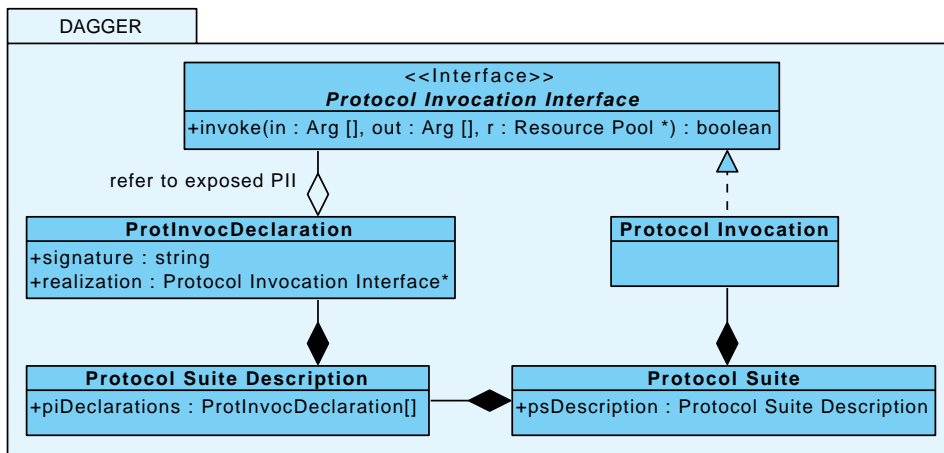 DAGGER
<<Interface>>
Protocol Invocation Interface
+invoke(in : Arg [], out : Arg [], r : Resource Pool *) : boolean
refer to exposed PII
ProtInvocDeclaration
+signature : string
+realization : Protocol Invocation Interface*
Protocol Invocation
Protocol Suite Description
+piDeclarations : ProtInvocDeclaration[]
Protocol Suite
+psDescription : Protocol Suite Description